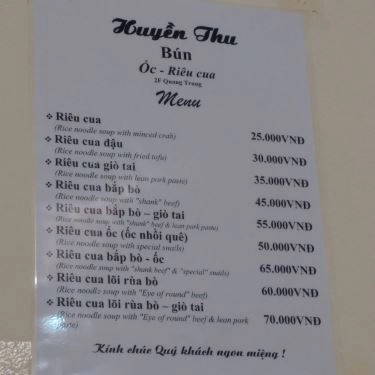 Huyền Thu
Bún
Ốc - Riêu cua
2F Quang Trung
Menu
❖ Riêu cua 25.000VNĐ
(Rice noodle soup with minced crab)
❖ Riêu cua đậu 30.000VNĐ
(Rice noodle soup with fried tofu)
❖ Riêu cua giò tai 35.000VNĐ
(Rice noodle soup with lean pork paste)
❖ Riêu cua bắp bò 45.000VNĐ
(Rice noodle soup with "shank" beef)
❖ Riêu cua bắp bò – giò tai 55.000VNĐ
(Rice noodle soup with "shank" beef & lean pork paste)
❖ Riêu cua ốc (ốc nhồi quê) 50.000VNĐ
(Rice noodle soup with special snails)
❖ Riêu cua bắp bò - ốc 65.000VNĐ
(Rice noodle soup with "shank beef" & "special" snails)
❖ Riêu cua lõi rùa bò 60.000VNĐ
(Rice noodle soup with "Eye of round" beef)
❖ Riêu cua lõi rùa bò – giò tai 70.000VNĐ
(Rice noodle soup with "Eye of round" beef & lean pork
paste)
Kính chúc Quý khách ngon miệng !